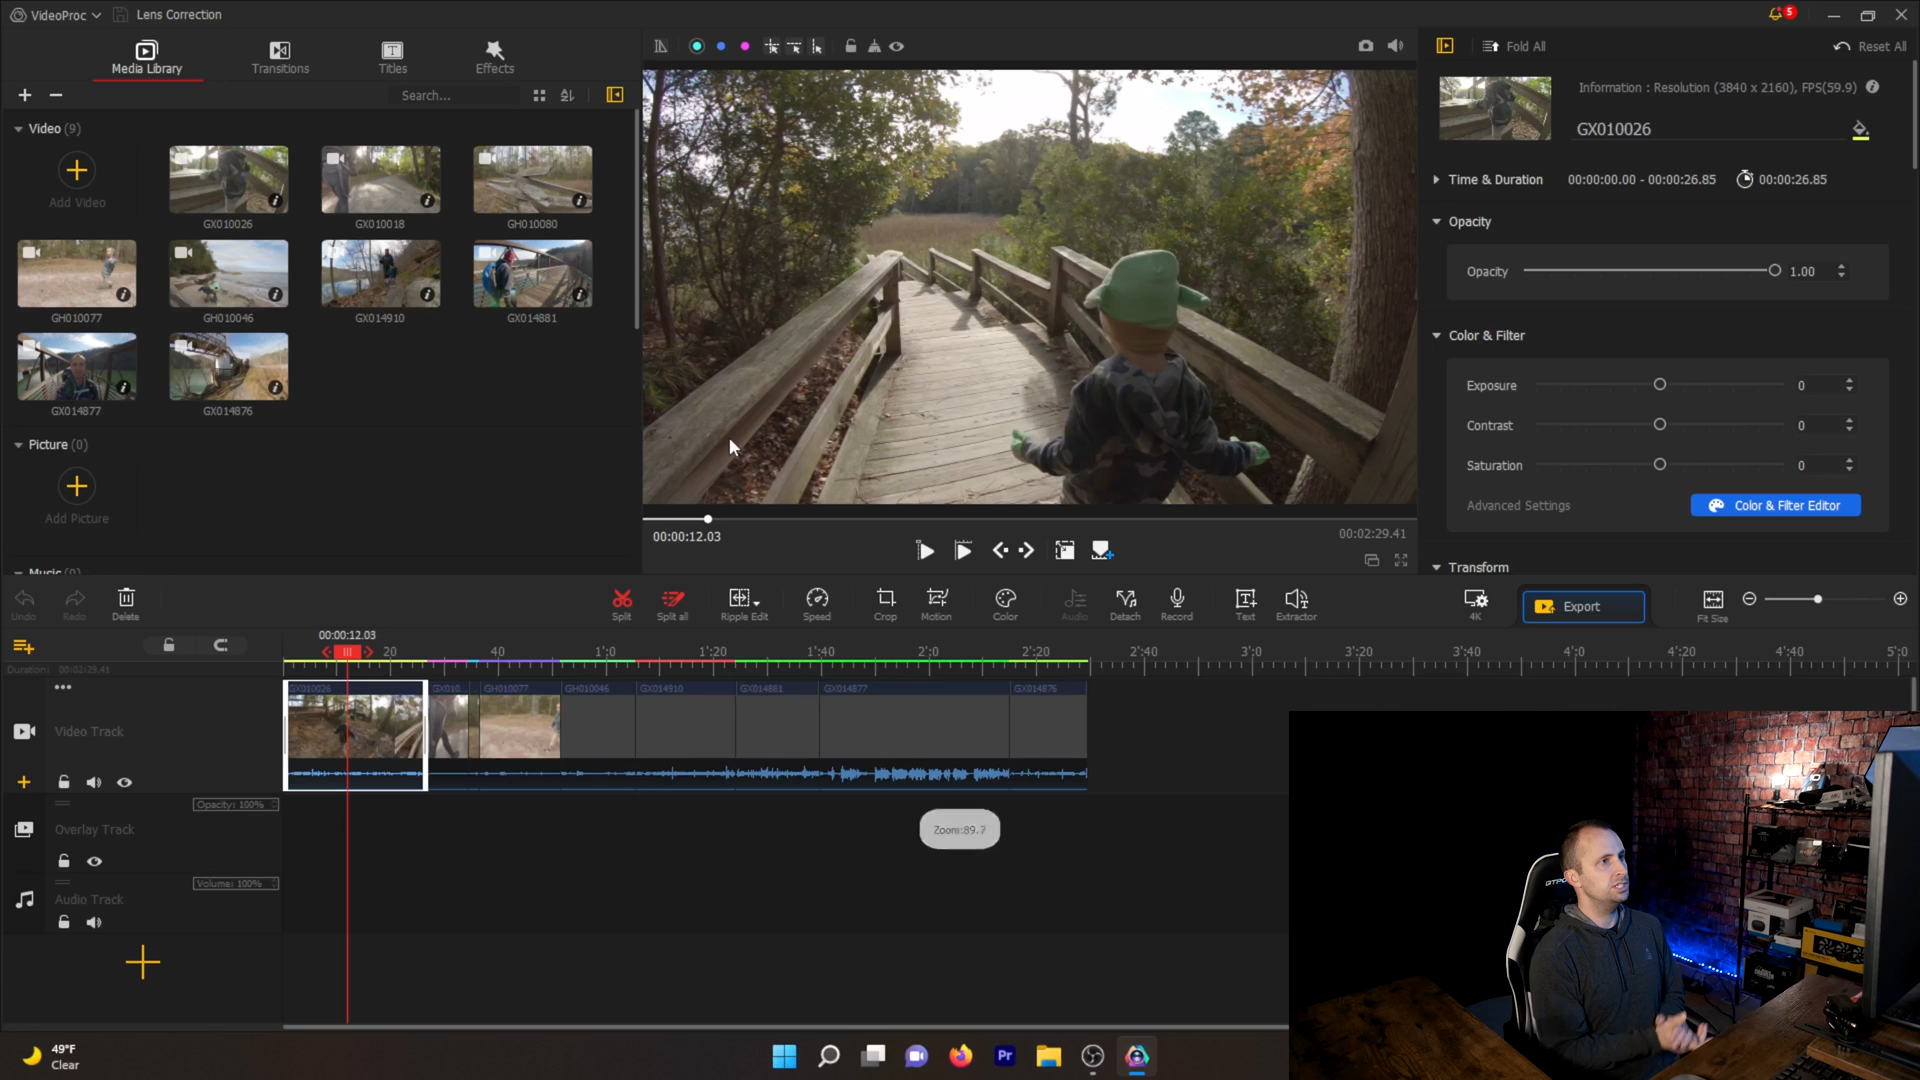 VideoProc
Lens Correction
5
Media Library
Transitions
Titles
Effects
Fold All
Reset All
Search...
Information : Resolution (3840 x 2160), FPS(59.9)
GX010026
Video (9)
Add Video
GX010026
GX010018
GH010080
GH010077
GH010046
GX014910
GX014881
GX014877
GX014876
Picture (0)
Add Picture
Music (0)
Time & Duration
00:00:00.00 - 00:00:26.85
00:00:26.85
Opacity
Opacity
1.00
Color & Filter
Exposure
0
Contrast
0
Saturation
0
Advanced Settings
Color & Filter Editor
Transform
00:00:12.03
00:02:29.41
Undo
Redo
Delete
Split
Split all
Ripple Edit
Speed
Crop
Motion
Color
Audio
Detach
Record
Text
Extractor
4K
Export
Fit Size
00:00:12.03
20
40
1:0
1:20
1:40
2:0
2:20
2:40
3:0
3:20
3:40
4:0
4:20
4:40
5:0
Duration: 00:02:29.41
GX010026
GX010...
GH010077
GH010046
GX014910
GX014881
GX014877
GX014876
Video Track
Opacity: 100%
Overlay Track
Zoom:89.7
Volume: 100%
Audio Track
49°F
Clear
Pr